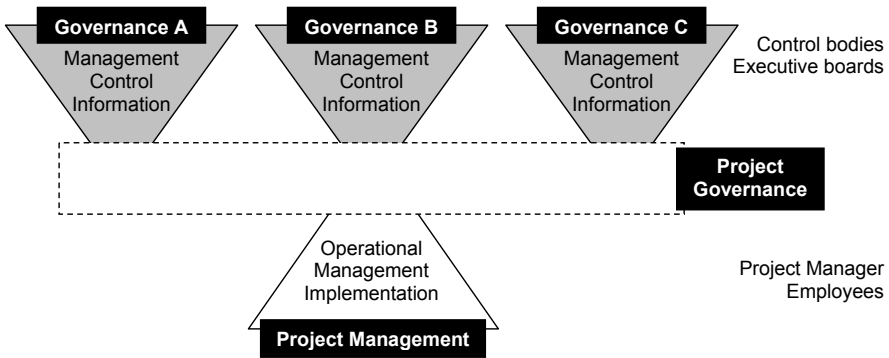 Governance A
Management
Control
Information
Governance B
Management
Control
Information
Governance C
Management
Control
Information
Control bodies
Executive boards
Project
Governance
Operational
Management
Implementation
Project Management
Project Manager
Employees